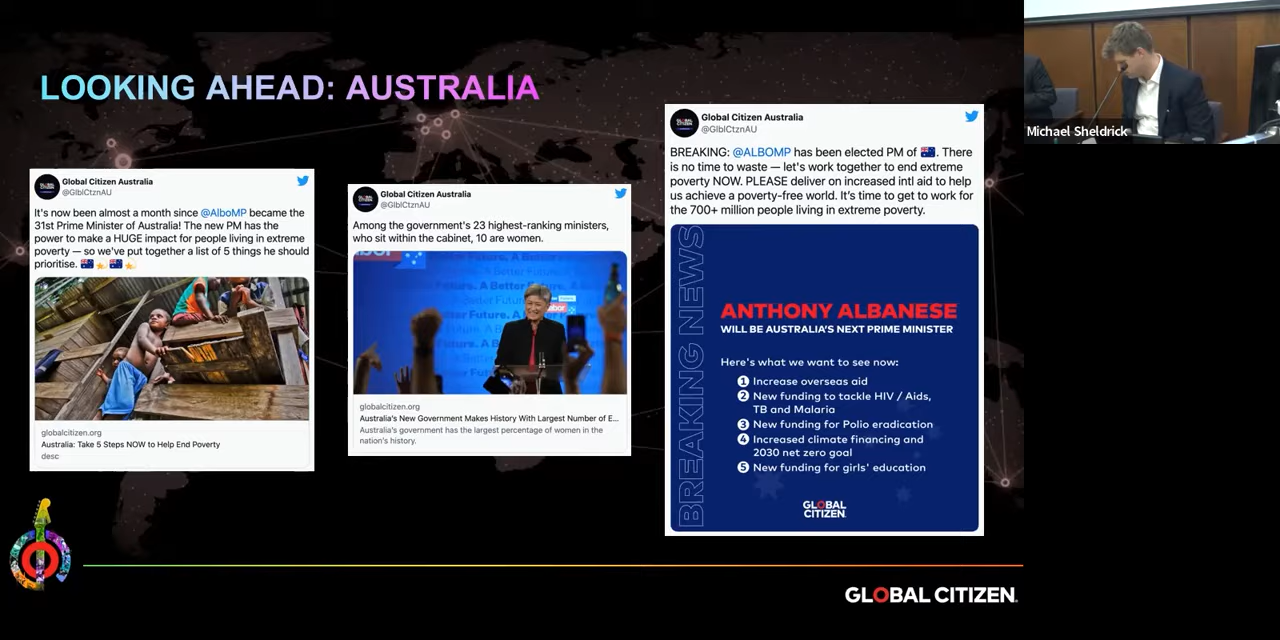 LOOKING AHEAD: AUSTRALIA
Global Citizen Australia
@GlblCtznAU
It's now been almost a month since @AlboMP became the
31st Prime Minister of Australia! The new PM has the
power to make a HUGE impact for people living in extreme
poverty — so we've put together a list of 5 things he should
prioritise.
globalcitizen.org
Australia: Take 5 Steps NOW to Help End Poverty
desc
Global Citizen Australia
@GlblCtznAU
Among the government's 23 highest-ranking ministers,
who sit within the cabinet, 10 are women.
globalcitizen.org
Australia's New Government Makes History With Largest Number of E...
Australia's government has the largest percentage of women in the
nation's history.
Global Citizen Australia
@GlblCtznAU
BREAKING: @ALBOMP has been elected PM of 🇦🇺. There
is no time to waste — let's work together to end extreme
poverty NOW. PLEASE deliver on increased intl aid to help
us achieve a poverty-free world. It's time to get to work for
the 700+ million people living in extreme poverty.
BREAKING NEWS
ANTHONY ALBANESE
WILL BE AUSTRALIA'S NEXT PRIME MINISTER
Here's what we want to see now:
1 Increase overseas aid
2 New funding to tackle HIV / Aids,
TB and Malaria
3 New funding for Polio eradication
4 Increased climate financing and
2030 net zero goal
5 New funding for girls' education
GLOBAL
CITIZEN
GLOBAL CITIZEN.
Michael Sheldrick